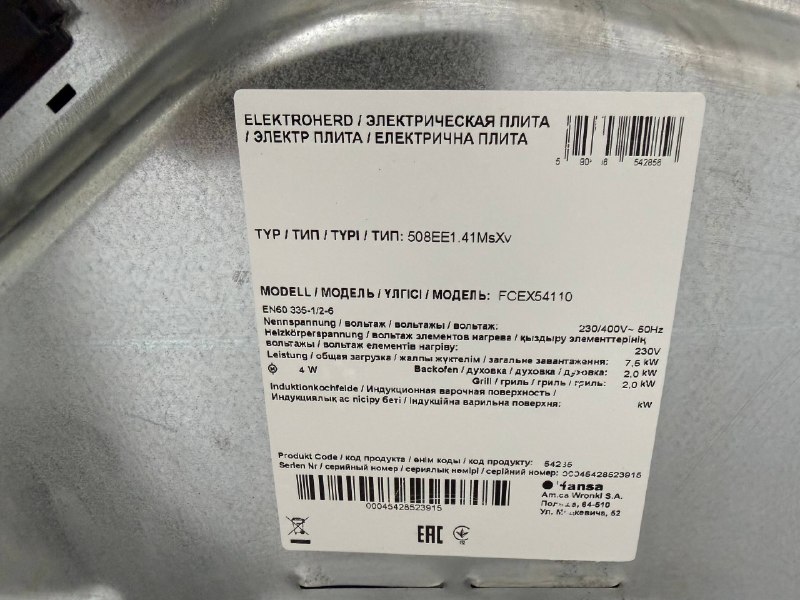 ELEKTROHERD / ЭЛЕКТРИЧЕСКАЯ ПЛИТА
/ ЭЛЕКТР ПЛИТА / ЕЛЕКТРИЧНА ПЛИТА
542856
TYP / ТИП / TYPI / ТИП: 508EE1.41MsXv
MODELL / МОДЕЛЬ / ҮЛГІСІ / МОДЕЛЬ: FCEX54110
EN60 335-1/2-6
Nennspannung / вольтаж / вольтажы / вольтаж: 230/400V~ 50Hz
Heizkörperspannung / вольтаж элементов нагрева / қыздыру элементтерінің
вольтажы / вольтаж елементів нагріву: 230V
Leistung / общая загрузка / жалпы жүктелім / загальне завантаження: 7,6 kW
4 W Backofen / духовка / духовка / духовка: 2.0 kW
Grill / гриль / гриль / гриль: 2.0 kW
Induktionkochfelde / Индукционная варочная поверхность /
Индукциялық ас пісіру беті / Індукційна варильна поверхня: kW
Produkt Code / код продукта / өнім коды / код продукту:
Serien Nr / серийный номер / сериялық нөмірі / серійний номер: 00045428523915
00045428523915
Hansa
Wronki S.A.
64-510
Ул. 52
EAC